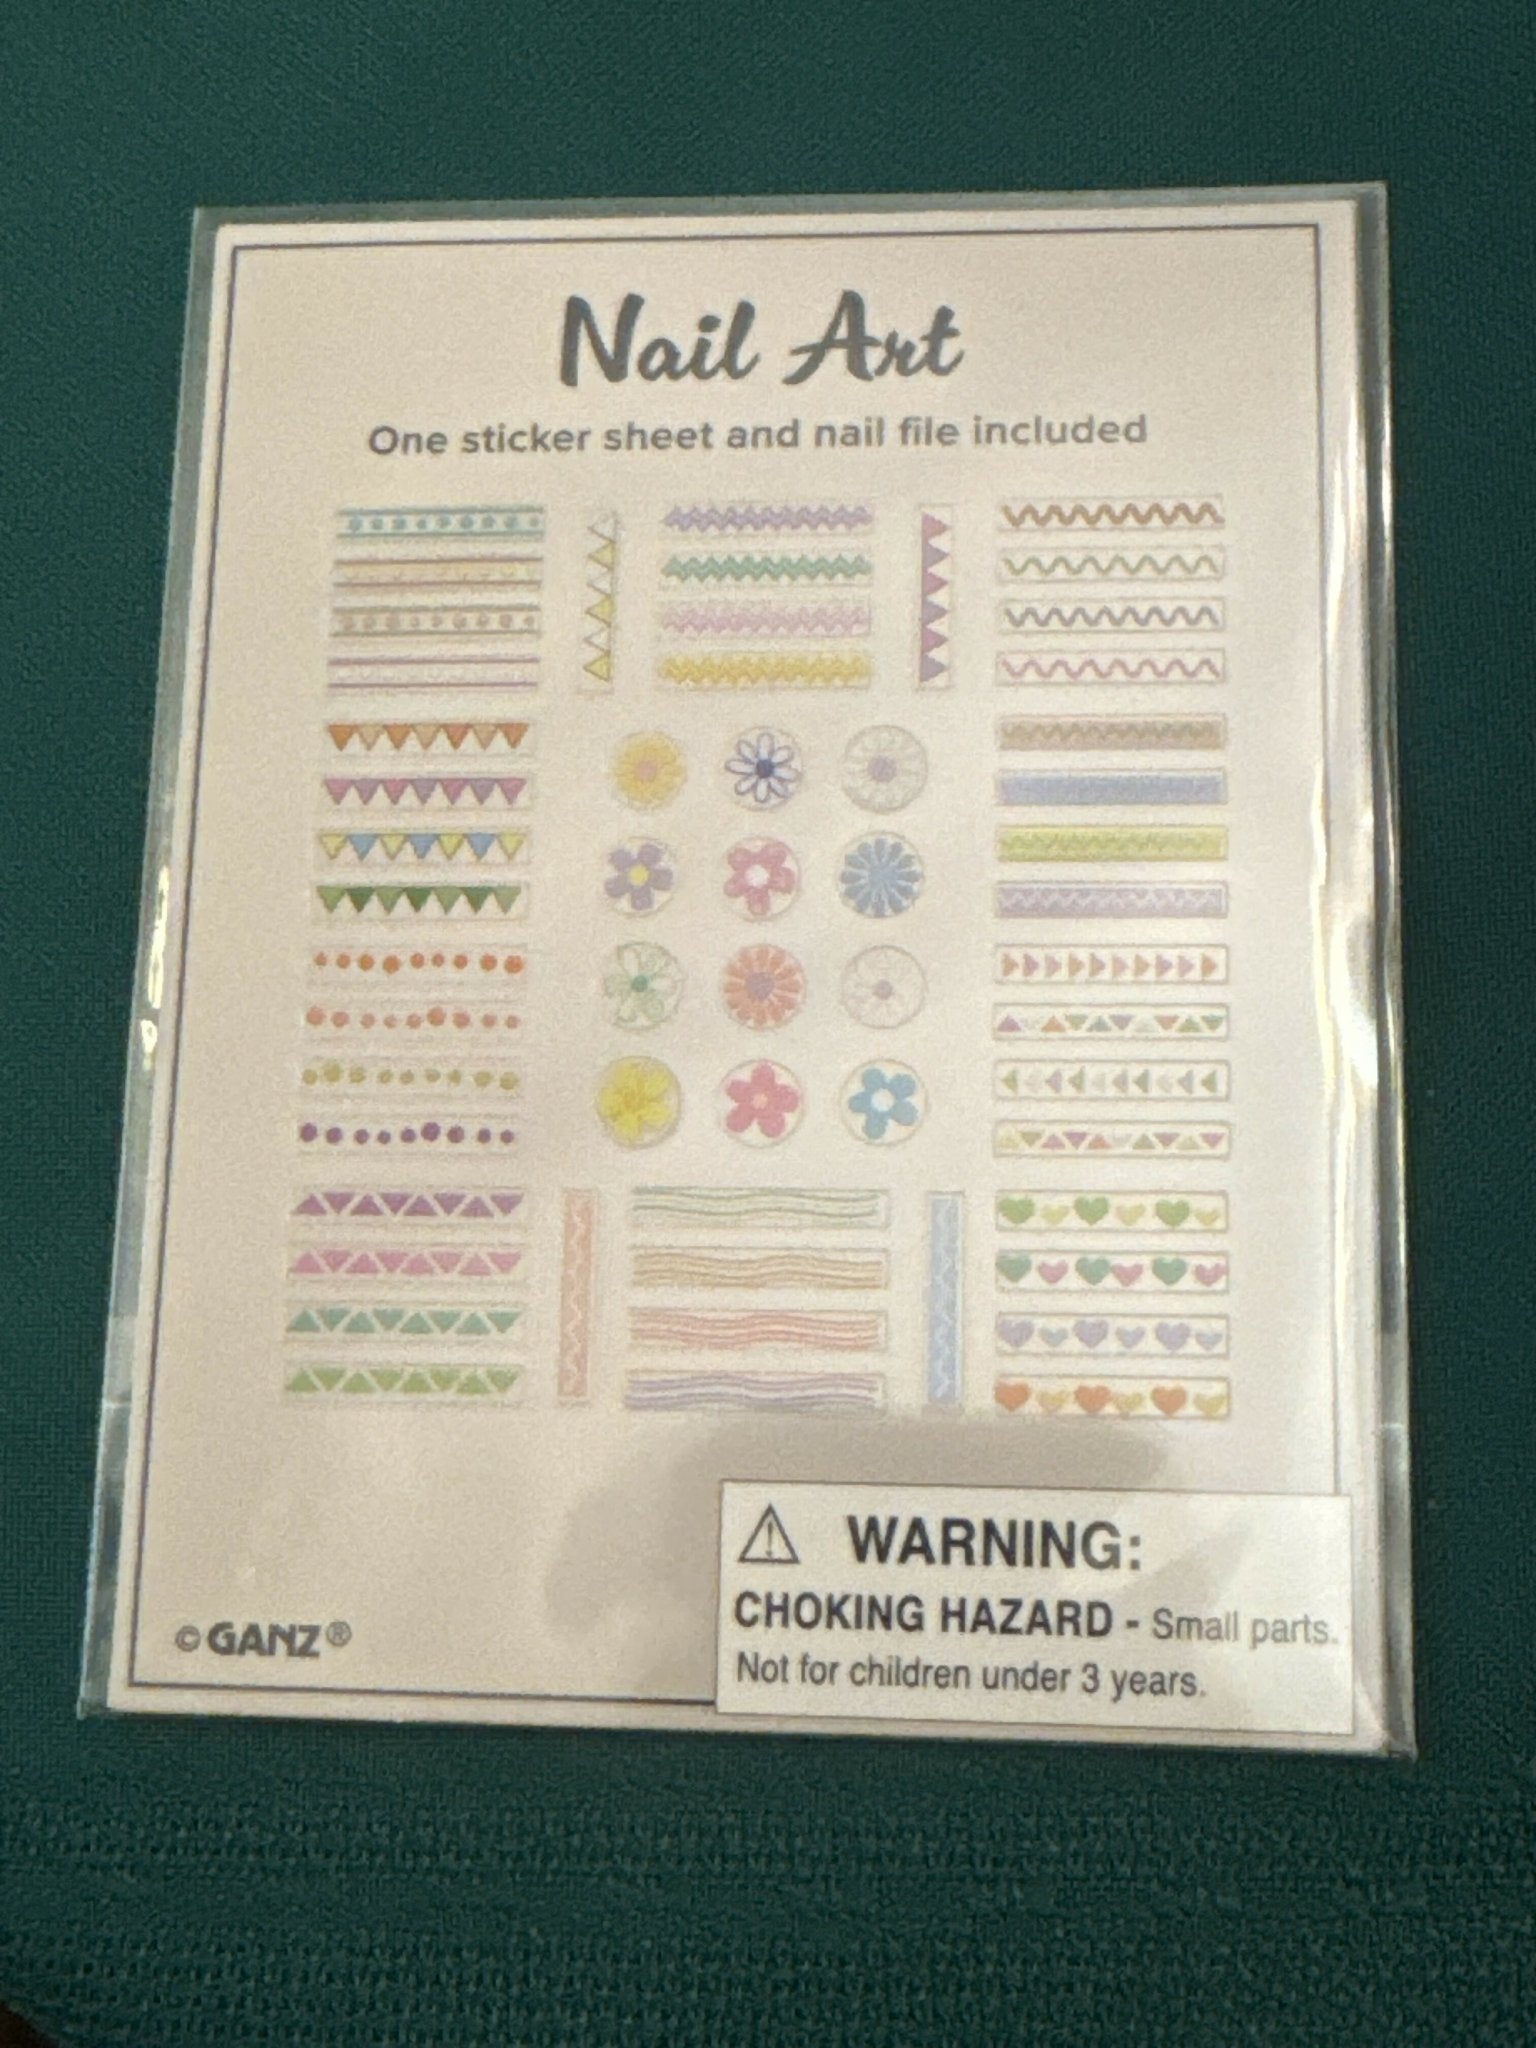 Nail Art
One sticker sheet and nail file included
⚠ WARNING:
CHOKING HAZARD - Small parts.
Not for children under 3 years.
© GANZ®